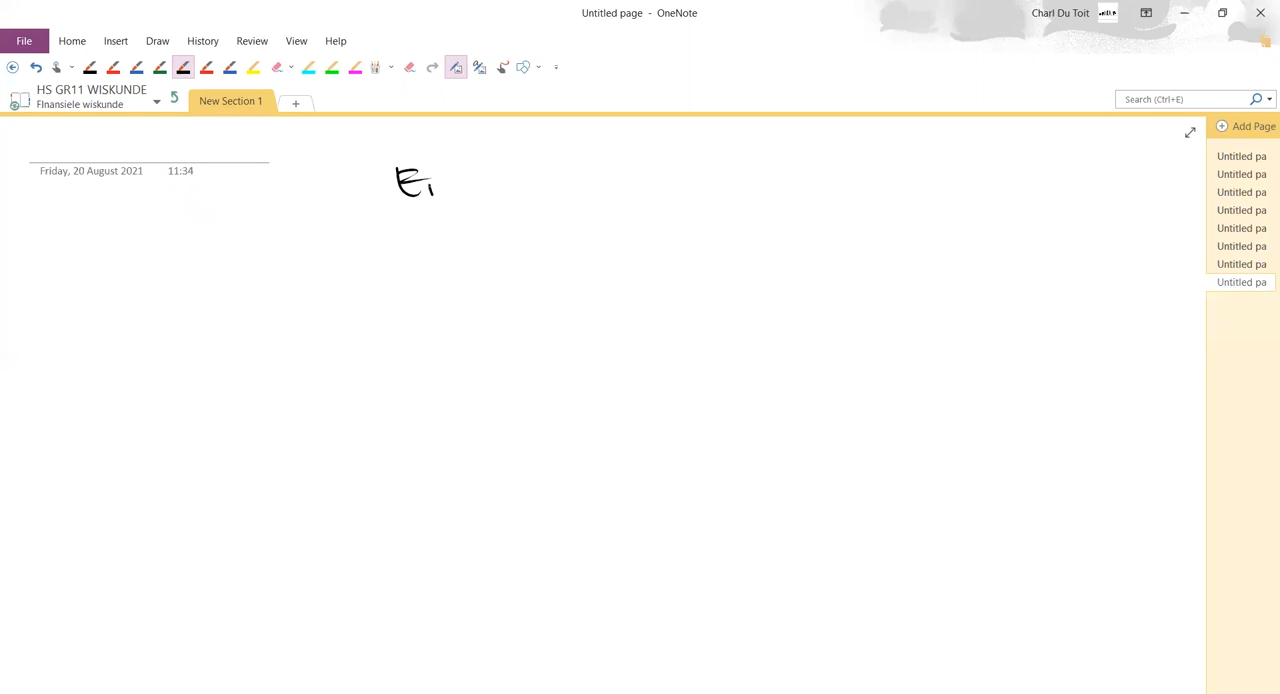 Untitled page - OneNote
Charl Du Toit
File Home Insert Draw History Review View Help
HS GR11 WISKUNDE
FInansiele wiskunde
New Section 1
Search (Ctrl+E)
Add Page
Friday, 20 August 2021 11:34
Ei
Untitled pa
Untitled pa
Untitled pa
Untitled pa
Untitled pa
Untitled pa
Untitled pa
Untitled pa